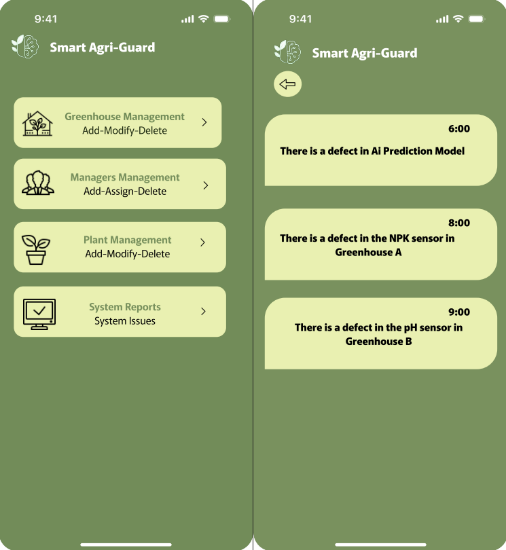 9:41
Smart Agri-Guard
Greenhouse Management
Add-Modify-Delete
Managers Management
Add-Assign-Delete
Plant Management
Add-Modify-Delete
System Reports
System Issues
9:41
Smart Agri-Guard
6:00
There is a defect in Ai Prediction Model
8:00
There is a defect in the NPK sensor in
Greenhouse A
9:00
There is a defect in the pH sensor in
Greenhouse B